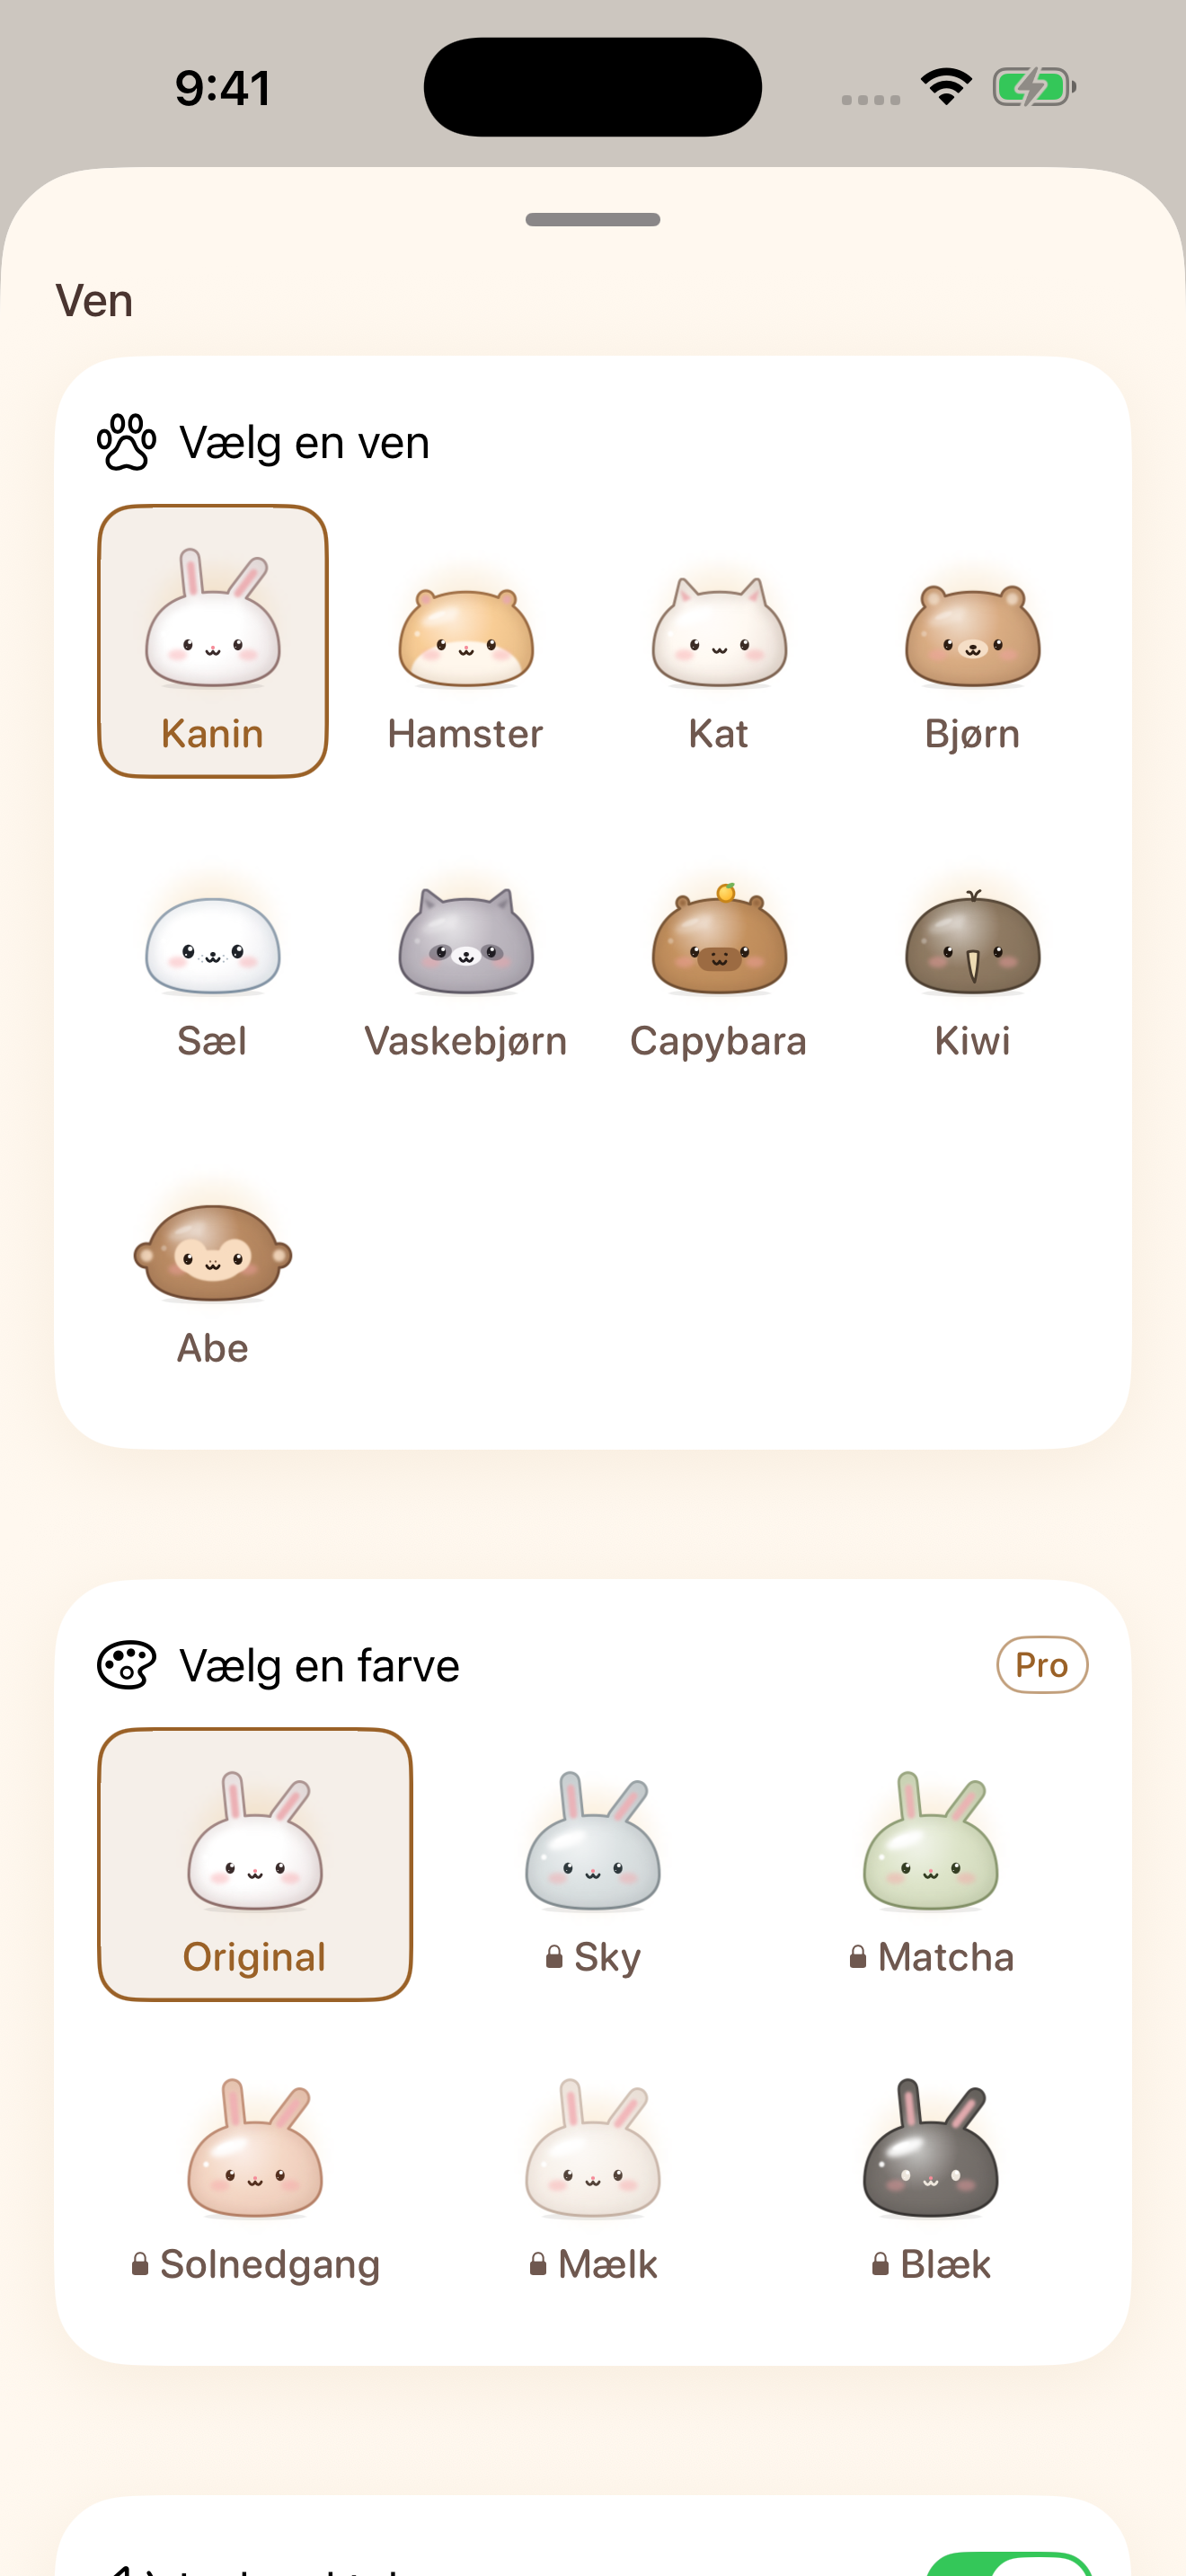 9:41
Ven
Vælg en ven
Kanin
Hamster
Kat
Bjørn
Sæl
Vaskebjørn
Capybara
Kiwi
Abe
Vælg en farve
Pro
Original
Sky
Matcha
Solnedgang
Mælk
Blæk